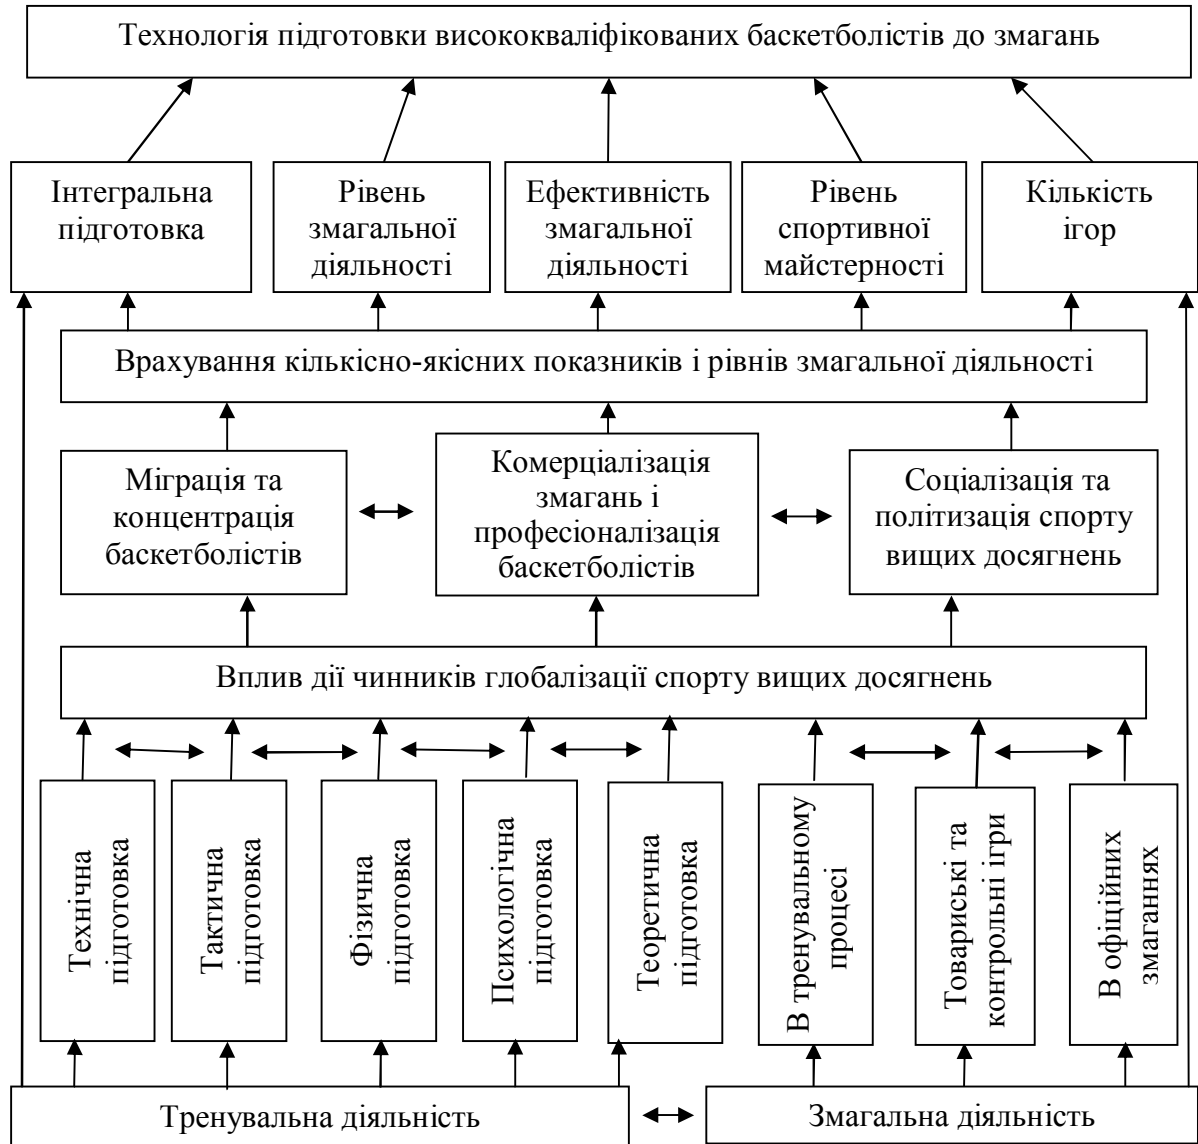 Технологія підготовки висококваліфікованих баскетболістів до змагань
Інтегральна
підготовка
Рівень
змагальної
діяльності
Ефективність
змагальної
діяльності
Рівень
спортивної
майстерності
Кількість
ігор
Врахування кількісно-якісних показників і рівнів змагальної діяльності
Міграція та
концентрація
баскетболістів
Комерціалізація
змагань і
професіоналізація
баскетболістів
Соціалізація та
політизація спорту
вищих досягнень
Вплив дії чинників глобалізації спорту вищих досягнень
Технічна
підготовка
Тактична
підготовка
Фізична
підготовка
Психологічна
підготовка
Теоретична
підготовка
В тренувальному
процесі
Товариські та
контрольні ігри
В офіційних
змаганнях
Тренувальна діяльність
Змагальна діяльність